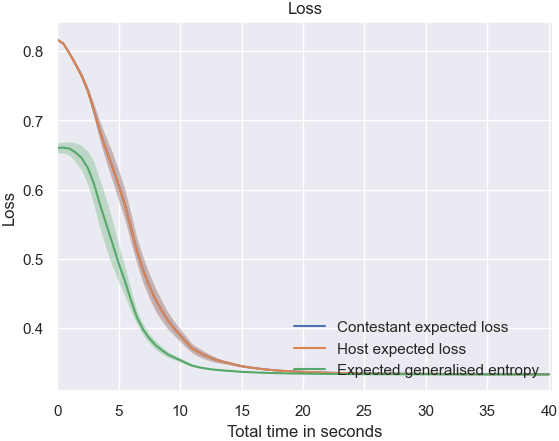 Loss
0.8
0.7
0.6
0.5
0.4
Loss
Contestant expected loss
Host expected loss
Expected generalised entropy
0 5 10 15 20 25 30 35 40
Total time in seconds